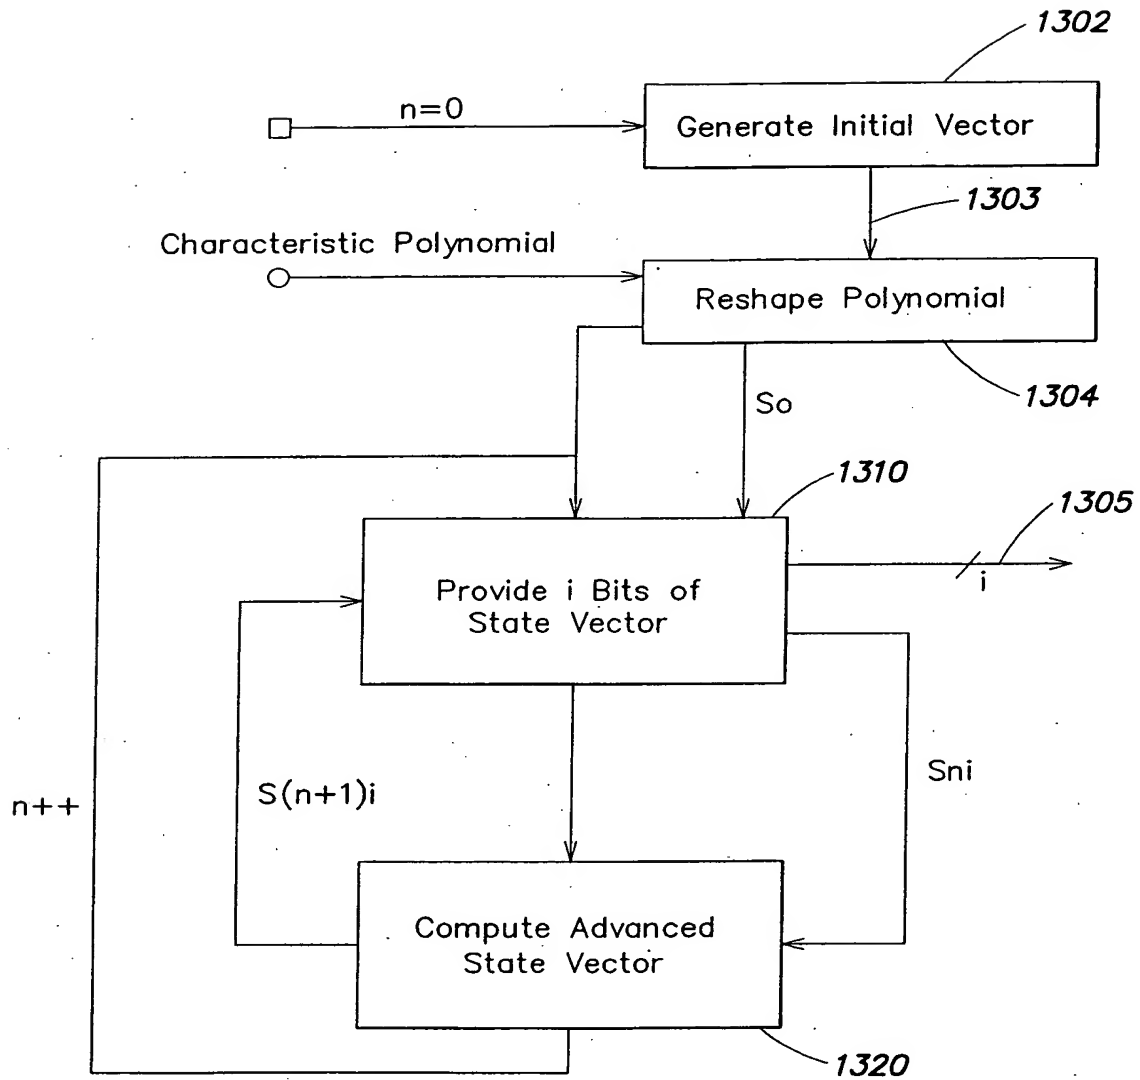 1302
n=0
Generate Initial Vector
1303
Characteristic Polynomial
Reshape Polynomial
1304
So
1310
1305
i
Provide i Bits of
State Vector
Sni
S(n+1)i
n++
Compute Advanced
State Vector
1320